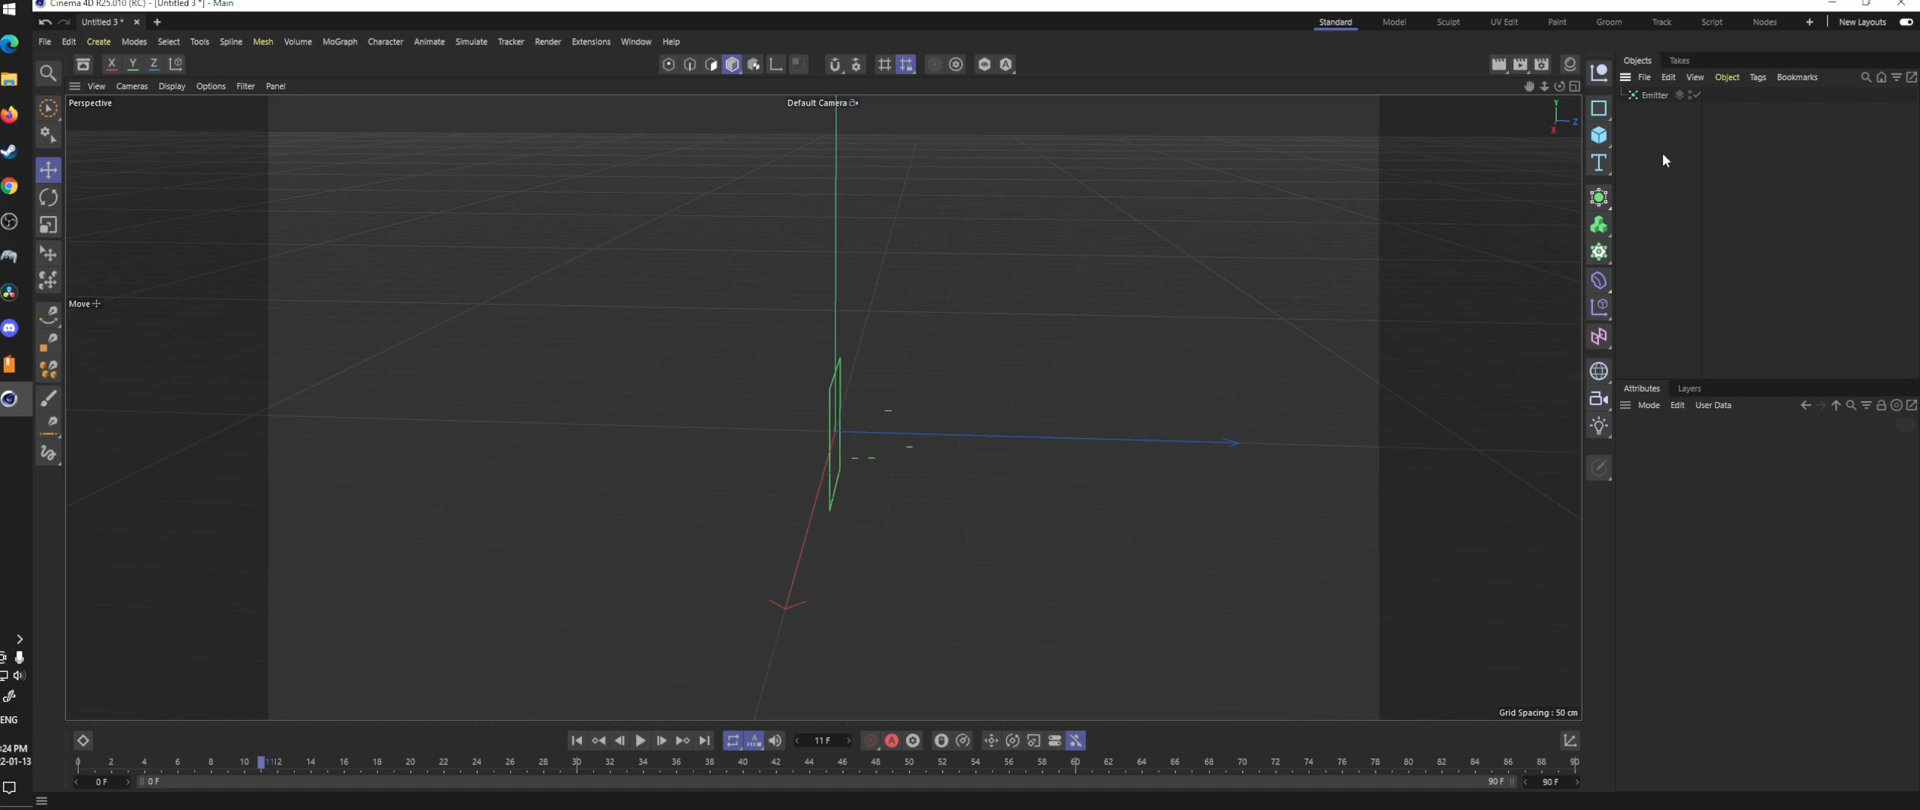 Cinema 4D R25.010 (RC) - [Untitled 3 *] - Main
Untitled 3 *
Standard Model Sculpt UV Edit Paint Groom Track Script Nodes New Layouts
File Edit Create Modes Select Tools Spline Mesh Volume MoGraph Character Animate Simulate Tracker Render Extensions Window Help
X Y Z
Objects Takes
File Edit View Object Tags Bookmarks
View Cameras Display Options Filter Panel
Emitter
Perspective
Default Camera
Y
Z
X
Move
Attributes Layers
Mode Edit User Data
Grid Spacing : 50 cm
ENG
:24 PM
2-01-13
11 F
0 2 4 6 8 10 1112 14 16 18 20 22 24 26 28 30 32 34 36 38 40 42 44 46 48 50 52 54 56 58 60 62 64 66 68 70 72 74 76 78 80 82 84 86 88 90
0 F 0 F 90 F 90 F